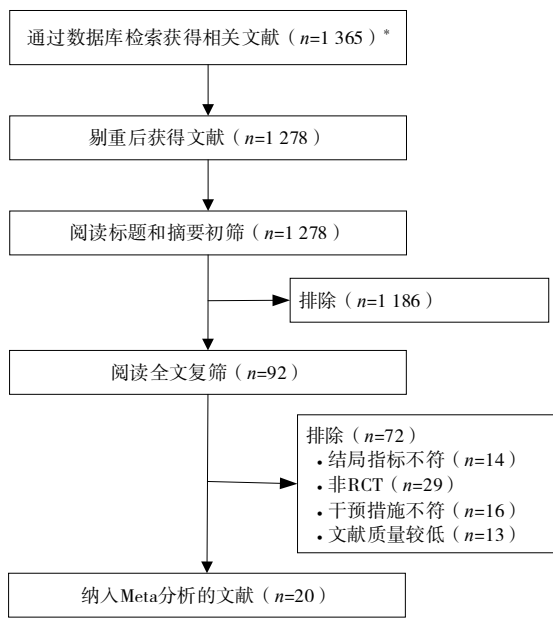 通过数据库检索获得相关文献（n=1 365）*
剔重后获得文献（n=1 278）
阅读标题和摘要初筛（n=1 278）
排除（n=1 186）
阅读全文复筛（n=92）
排除（n=72）
• 结局指标不符（n=14）
• 非RCT（n=29）
• 干预措施不符（n=16）
• 文献质量较低（n=13）
纳入Meta分析的文献（n=20）